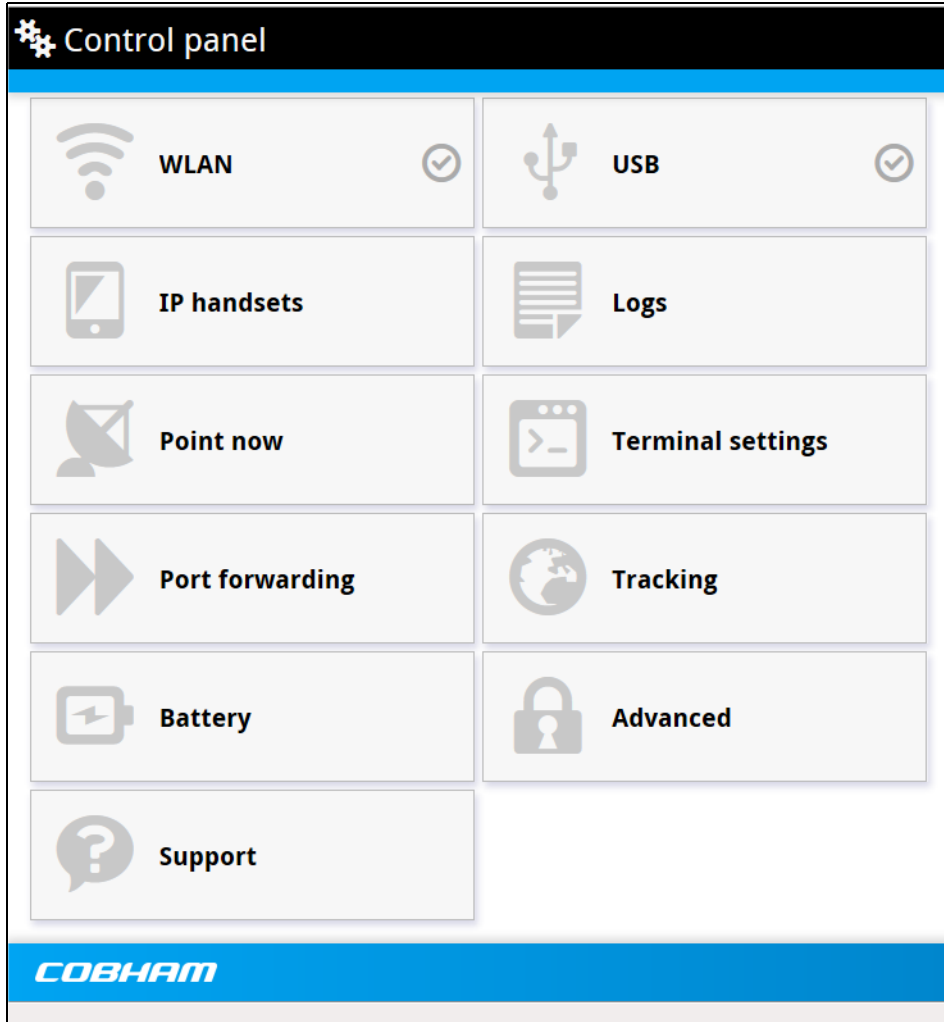 Control panel
WLAN
USB
IP handsets
Logs
Point now
Terminal settings
Port forwarding
Tracking
Battery
Advanced
Support
COBHAM